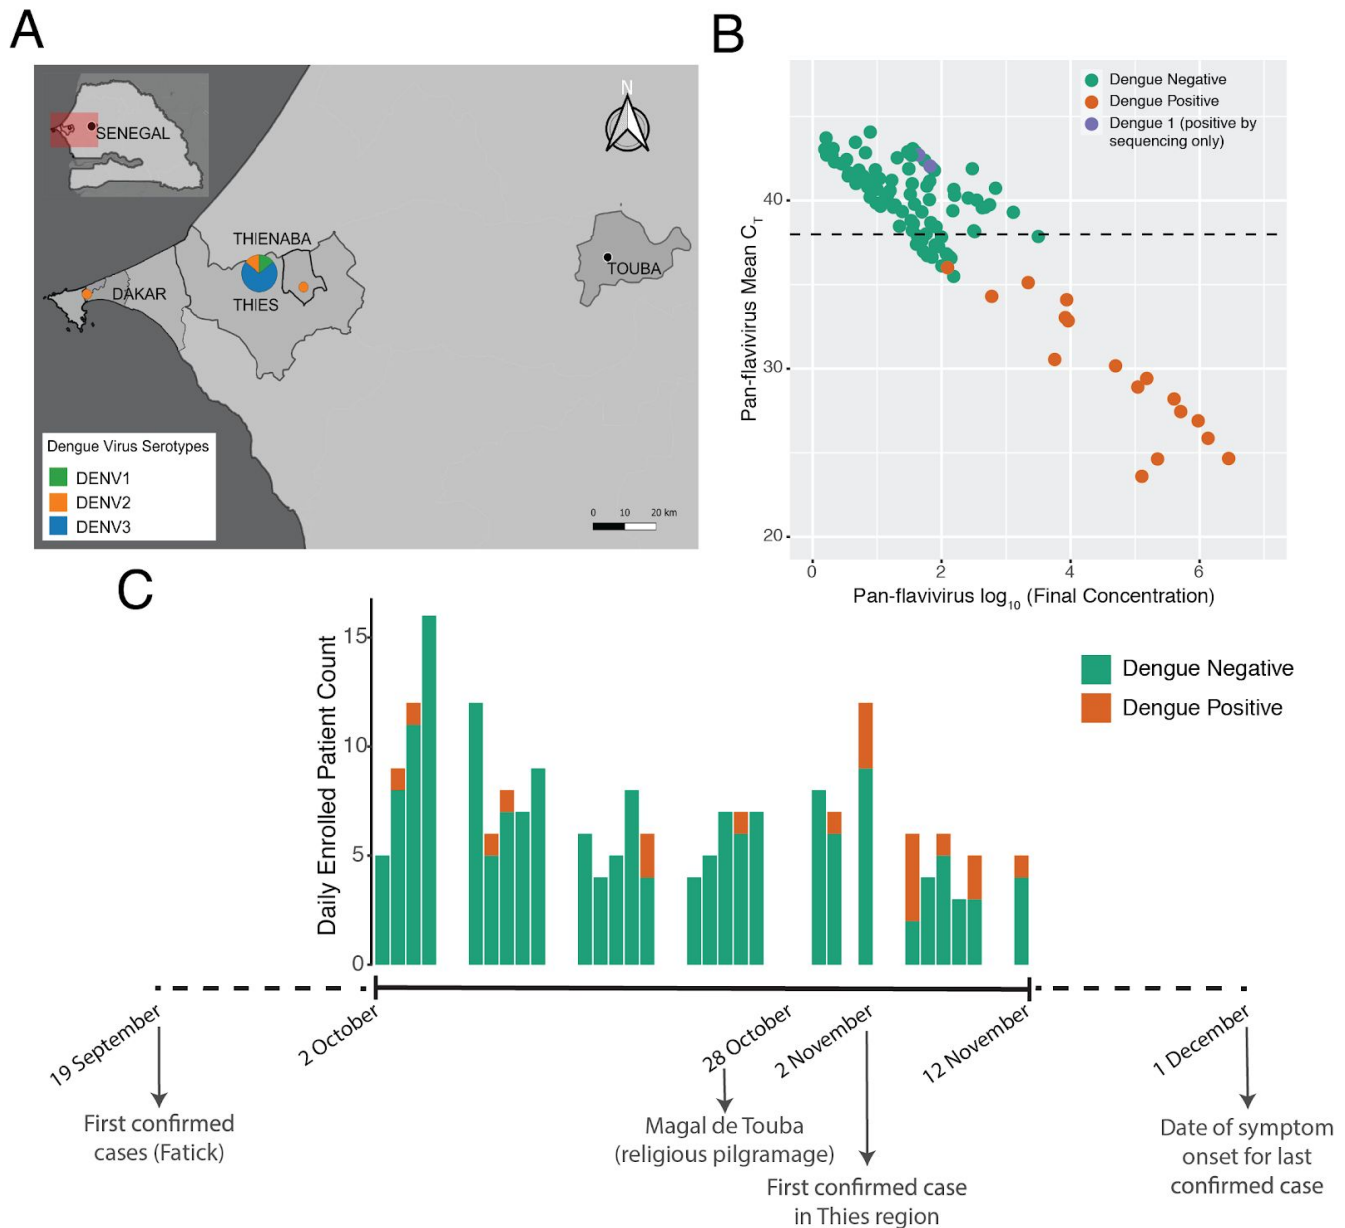 A
N
SENEGAL
THIENABA
TOUBA
DAKAR
THIES
Dengue Virus Serotypes
DENV1
DENV2
DENV3
0 10 20 km
B
Dengue Negative
Dengue Positive
Dengue 1 (positive by
sequencing only)
Pan-flavivirus Mean CT
40
30
20
0 2 4 6
Pan-flavivirus log10 (Final Concentration)
C
Daily Enrolled Patient Count
15
10
5
0
Dengue Negative
Dengue Positive
19 September
2 October
28 October
2 November
12 November
1 December
First confirmed
cases (Fatick)
Magal de Touba
(religious pilgramage)
First confirmed case
in Thies region
Date of symptom
onset for last
confirmed case